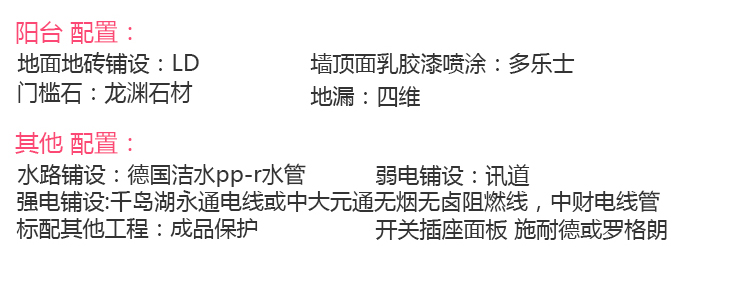 阳台 配置：
地面地砖铺设：LD 墙顶面乳胶漆喷涂：多乐士
门槛石：龙渊石材 地漏：四维
其他 配置：
水路铺设：德国洁水pp-r水管 弱电铺设：讯道
强电铺设:千岛湖永通电线或中大元通无烟无卤阻燃线，中财电线管
标配其他工程：成品保护 开关插座面板 施耐德或罗格朗